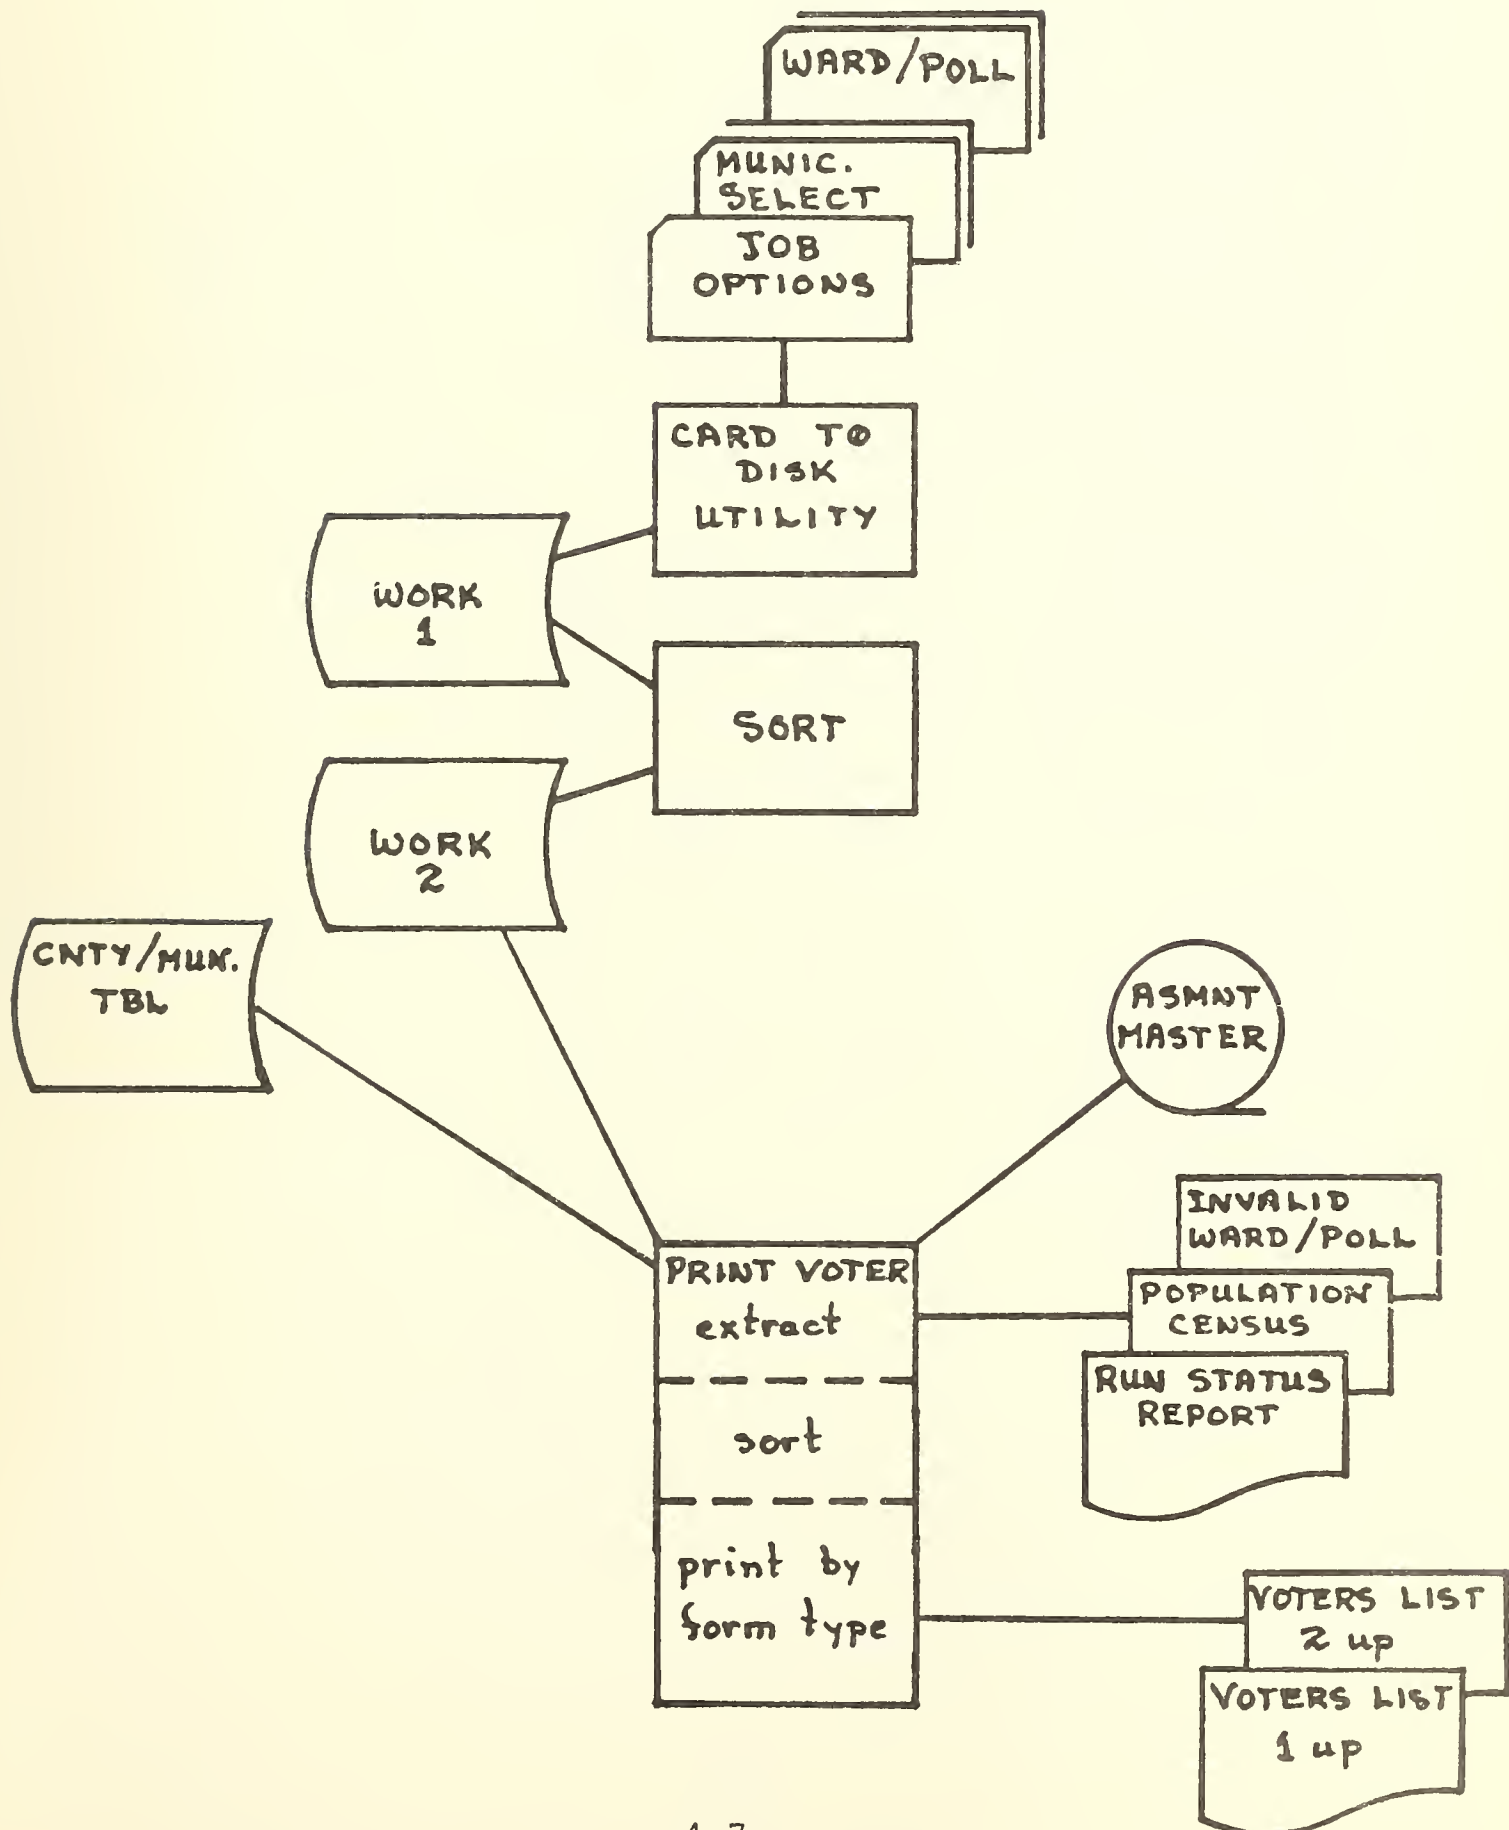 WARD/POLL
MUNIC.
SELECT
JOB
OPTIONS
CARD TO
DISK
UTILITY
WORK
1
SORT
WORK
2
CNTY/MUN.
TBL
ASMNT
MASTER
INVALID
WARD/POLL
POPULATION
CENSUS
RUN STATUS
REPORT
PRINT VOTER
extract
sort
print by
form type
VOTERS LIST
2 up
VOTERS LIST
1 up